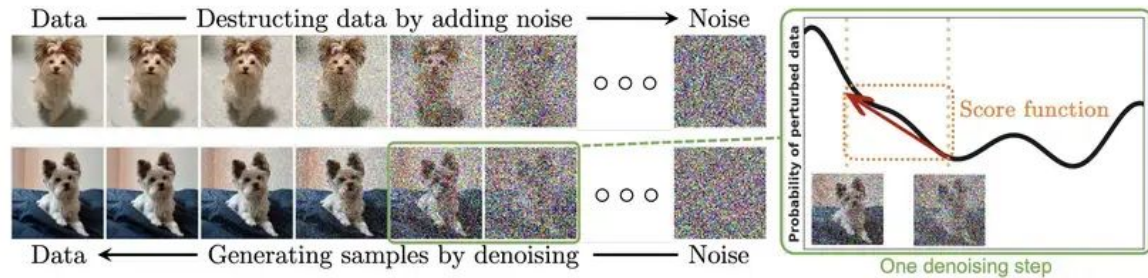 Data Destructing data by adding noise Noise
Probability of perturbed data
Score function
Data Generating samples by denoising Noise
One denoising step